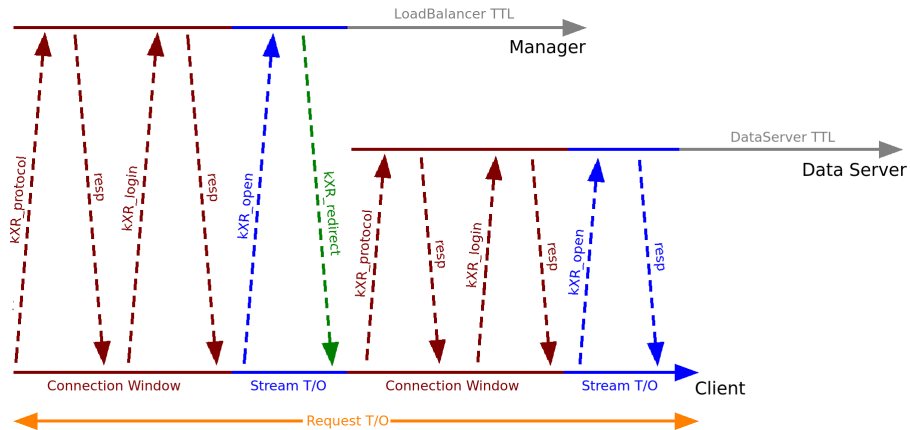 LoadBalancer TTL
Manager
DataServer TTL
Data Server
kXR_protocol
resp
kXR_login
resp
kXR_open
kXR_redirect
kXR_protocol
resp
kXR_login
resp
kXR_open
resp
Connection Window
Stream T/O
Connection Window
Stream T/O
Client
Request T/O